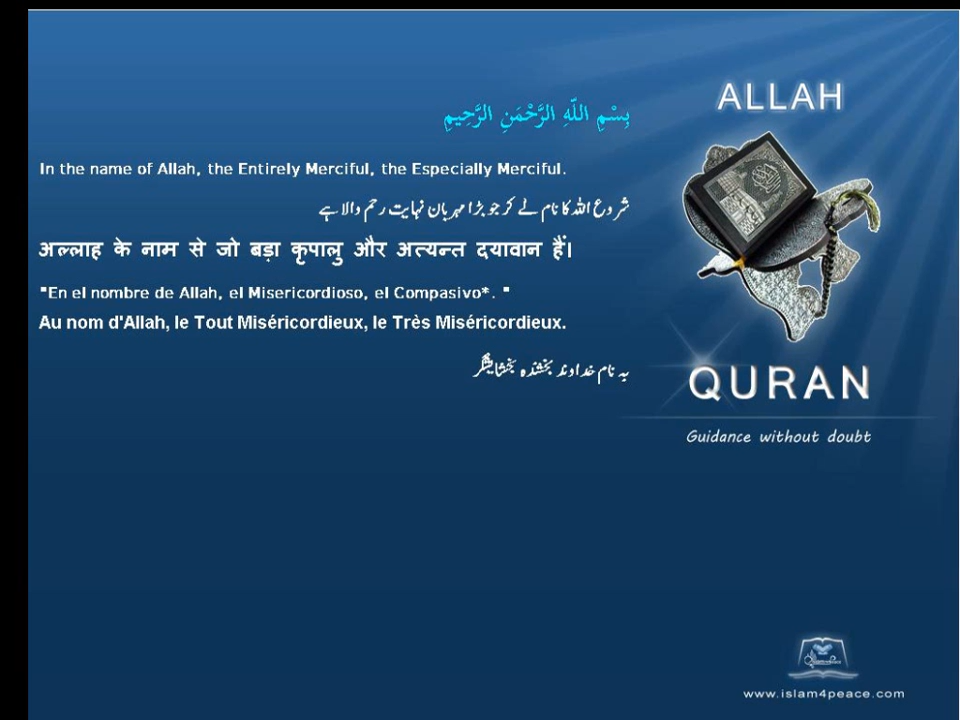 بِسْمِ اللَّهِ الرَّحْمَنِ الرَّحِيمِ
In the name of Allah, the Entirely Merciful, the Especially Merciful.
شروع الله کا نام لے کر جو بڑا مہربان نہایت رحم والا ہے
अल्लाह के नाम से जो बड़ा कृपालु और अत्यन्त दयावान हैं।
"En el nombre de Allah, el Misericordioso, el Compasivo*. "
Au nom d'Allah, le Tout Miséricordieux, le Très Miséricordieux.
به نام خداوند بخشنده بخشایشگر
ALLAH
QURAN
Guidance without doubt
www.islam4peace.com